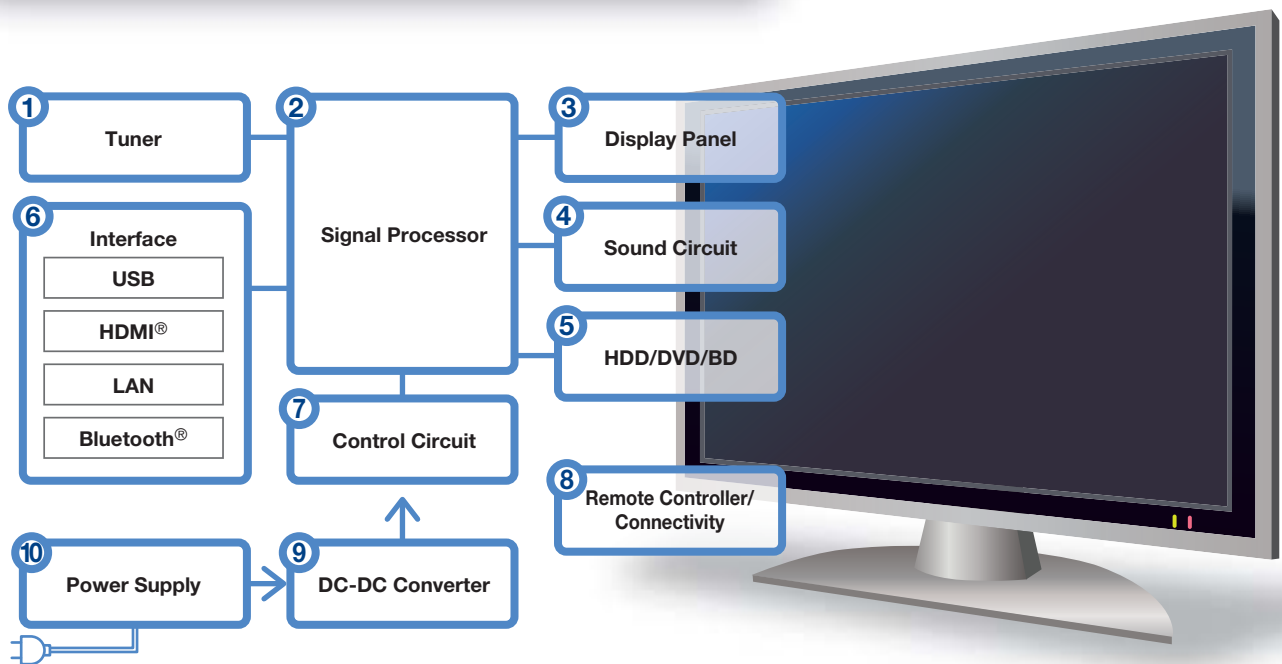 1
Tuner
2
Signal Processor
3
Display Panel
4
Sound Circuit
5
HDD/DVD/BD
6
Interface
USB
HDMI®
LAN
Bluetooth®
7
Control Circuit
8
Remote Controller/
Connectivity
9
DC-DC Converter
10
Power Supply